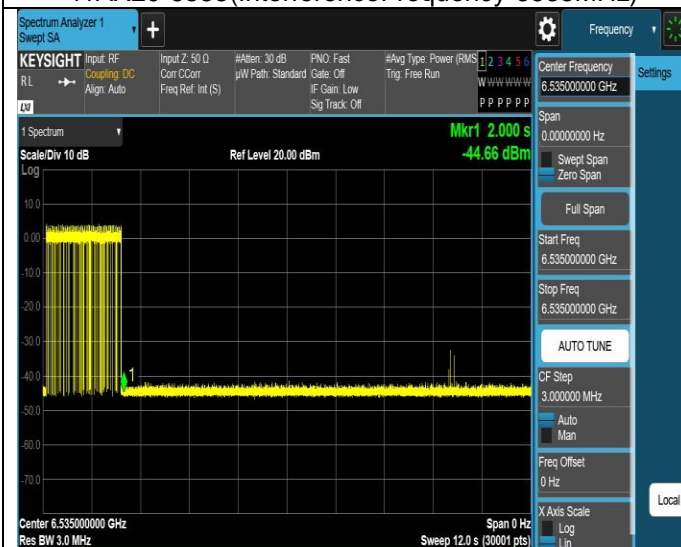 Spectrum Analyzer 1
Swept SA
Frequency
KEYSIGHT
RL
LXI
Input: RF
Coupling: DC
Align: Auto
Input Z: 50 Ω
Corr CCorr
Freq Ref: Int (S)
#Atten: 30 dB
µW Path: Standard
PNO: Fast
Gate: Off
IF Gain: Low
Sig Track: Off
#Avg Type: Power (RMS
Trig: Free Run
1 2 3 4 5 6
W W W W W W
P P P P P P
1 Spectrum
Scale/Div 10 dB
Ref Level 20.00 dBm
Mkr1 2.000 s
-44.66 dBm
Log
10.0
0.00
-10.0
-20.0
-30.0
-40.0
-50.0
-60.0
-70.0
1
Center 6.535000000 GHz
Res BW 3.0 MHz
Span 0 Hz
Sweep 12.0 s (30001 pts)
Center Frequency
6.535000000 GHz
Span
0.00000000 Hz
Swept Span
Zero Span
Full Span
Start Freq
6.535000000 GHz
Stop Freq
6.535000000 GHz
AUTO TUNE
CF Step
3.000000 MHz
Auto
Man
Freq Offset
0 Hz
X Axis Scale
Log
Lin
Settings
Local